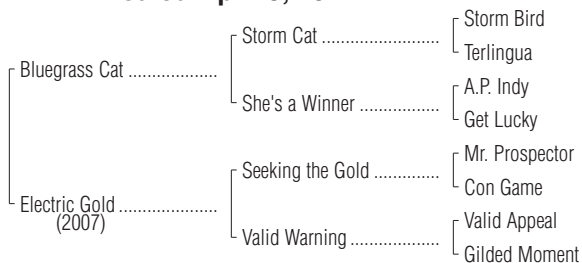 Storm Bird
Storm Cat ........................
Terlingua
Bluegrass Cat ..................
A.P. Indy
She's a Winner ................
Get Lucky
Mr. Prospector
Seeking the Gold ..............
Con Game
Electric Gold ....................
(2007)
Valid Appeal
Valid Warning ...................
Gilded Moment